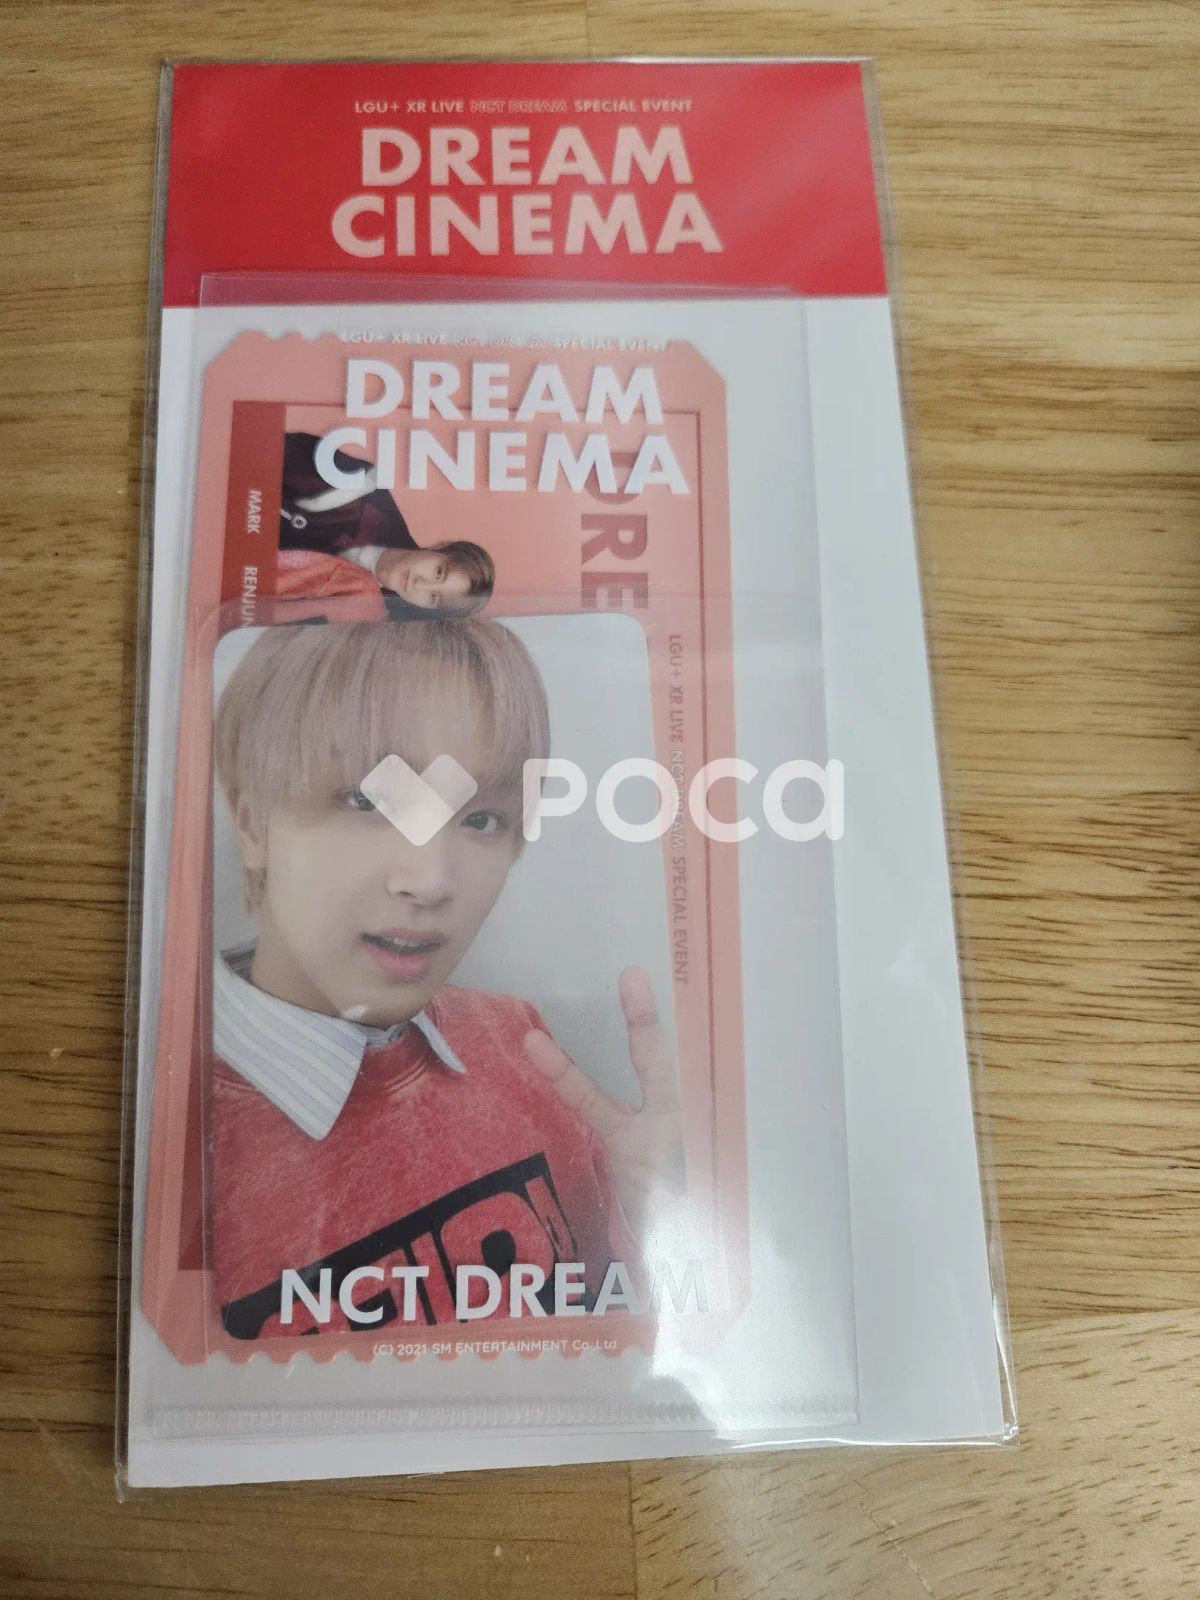 LGU+ XR LIVE NCT DREAM SPECIAL EVENT
DREAM
CINEMA
LGU+ XR LIVE NCT DREAM SPECIAL EVENT
DREAM
CINEMA
MARK
RENJUN
DRE
LGU+ XR LIVE NCT DREAM SPECIAL EVENT
POCA
NCT DREAM
(C) 2021 SM ENTERTAINMENT Co.,Ltd